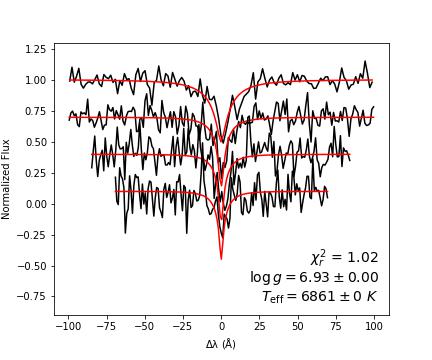 1.25
1.00
0.75
0.50
0.25
0.00
−0.25
−0.50
−0.75
Normalized Flux
χ_r^2 = 1.02
log g = 6.93 ± 0.00
T_eff = 6861 ± 0 K
−100 −75 −50 −25 0 25 50 75 100
Δλ (Å)